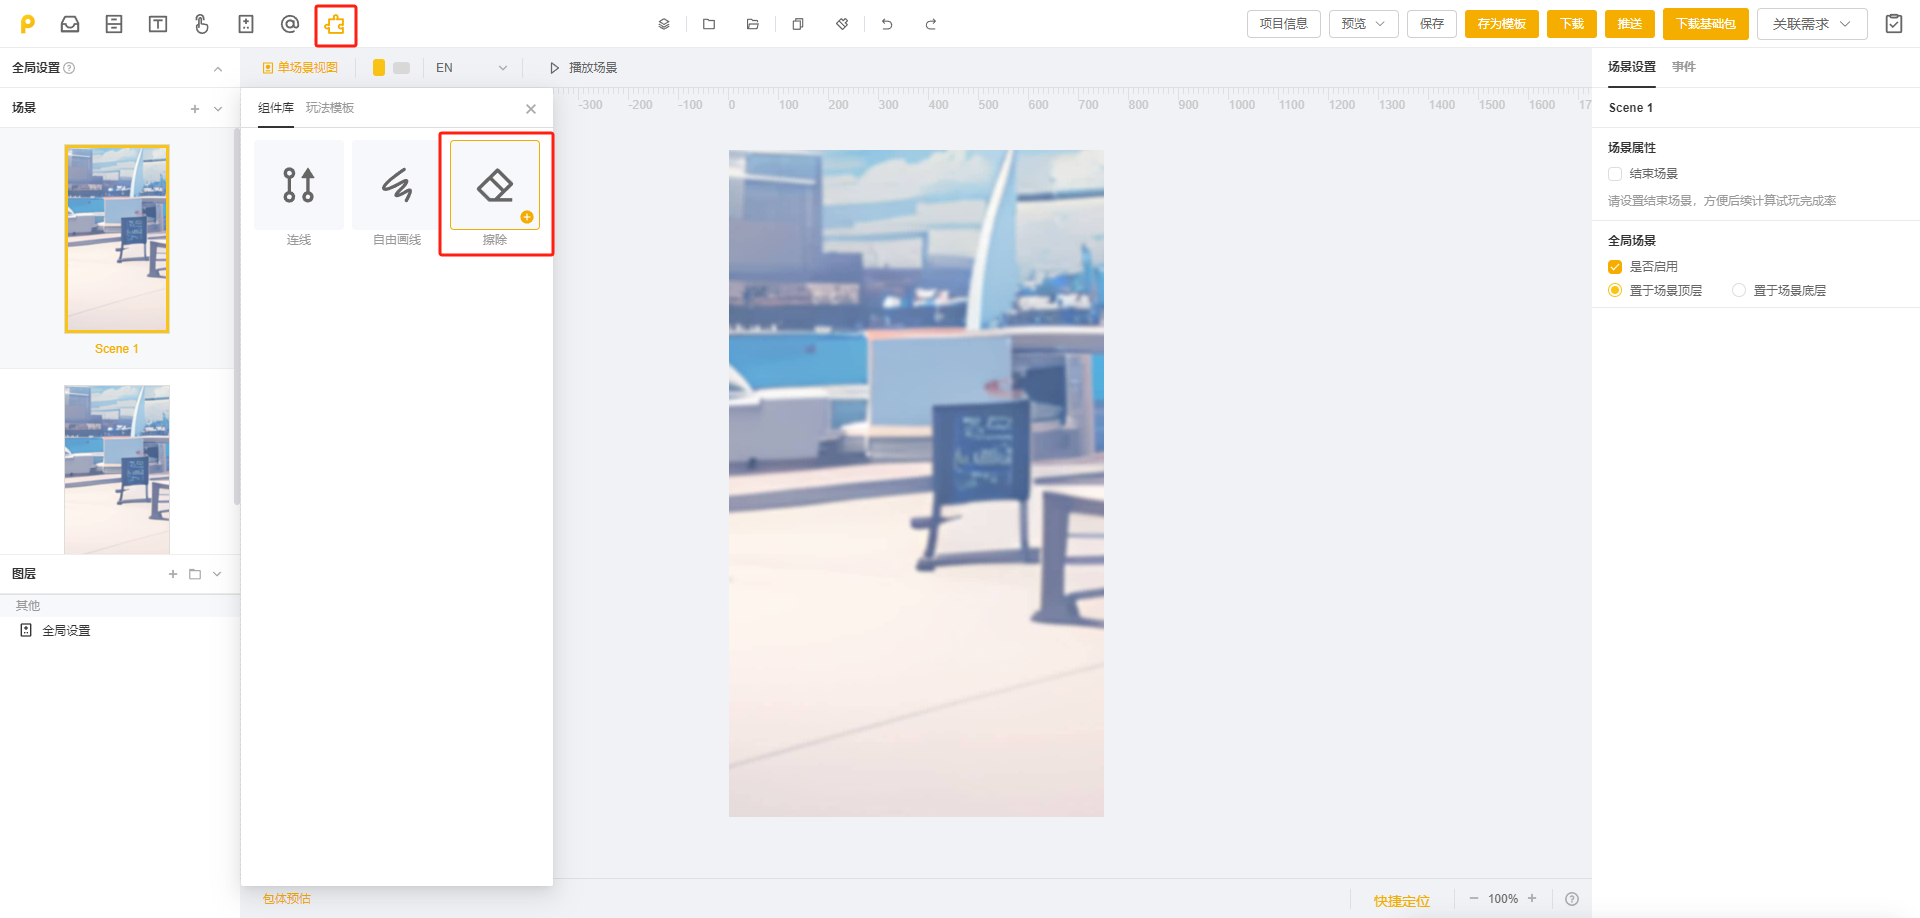 项目信息
预览
保存
存为模板
下载
推送
下载基础包
关联需求
全局设置
单场景视图
EN
播放场景
场景设置 事件
场景
组件库 玩法模板
-300 -200 -100 0 100 200 300 400 500 600 700 800 900 1000 1100 1200 1300 1400 1500 1600 17
Scene 1
场景属性
结束场景
请设置结束场景，方便后续计算试玩完成率
连线
自由画线
擦除
全局场景
是否启用
置于场景顶层
置于场景底层
Scene 1
图层
其他
全局设置
包体预估
快捷定位
100%